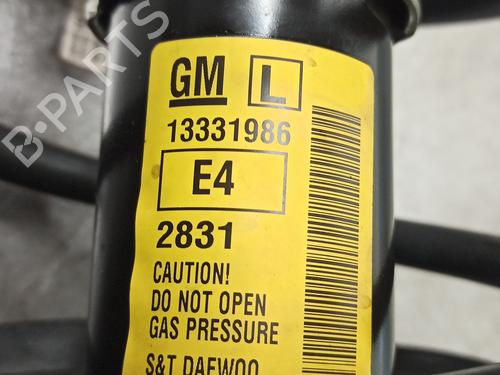 B-PARTS
GM L
13331986
E4
2831
CAUTION!
DO NOT OPEN
GAS PRESSURE
S&T DAEWOO